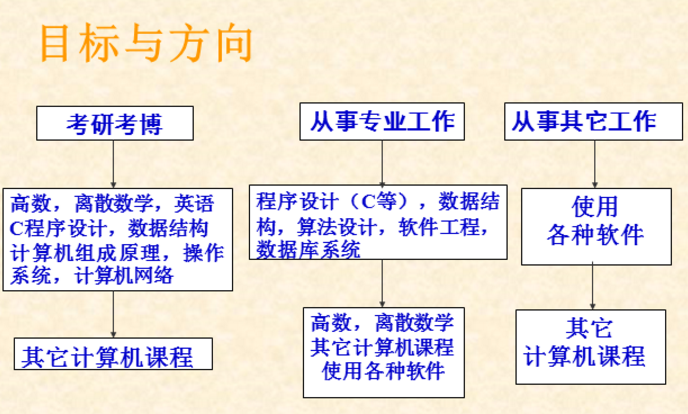 目标与方向
考研考博
从事专业工作
从事其它工作
高数，离散数学，英语
C程序设计，数据结构
计算机组成原理，操作
系统，计算机网络
程序设计（C等），数据结
构，算法设计，软件工程，
数据库系统
使用
各种软件
其它计算机课程
高数，离散数学
其它计算机课程
使用各种软件
其它
计算机课程